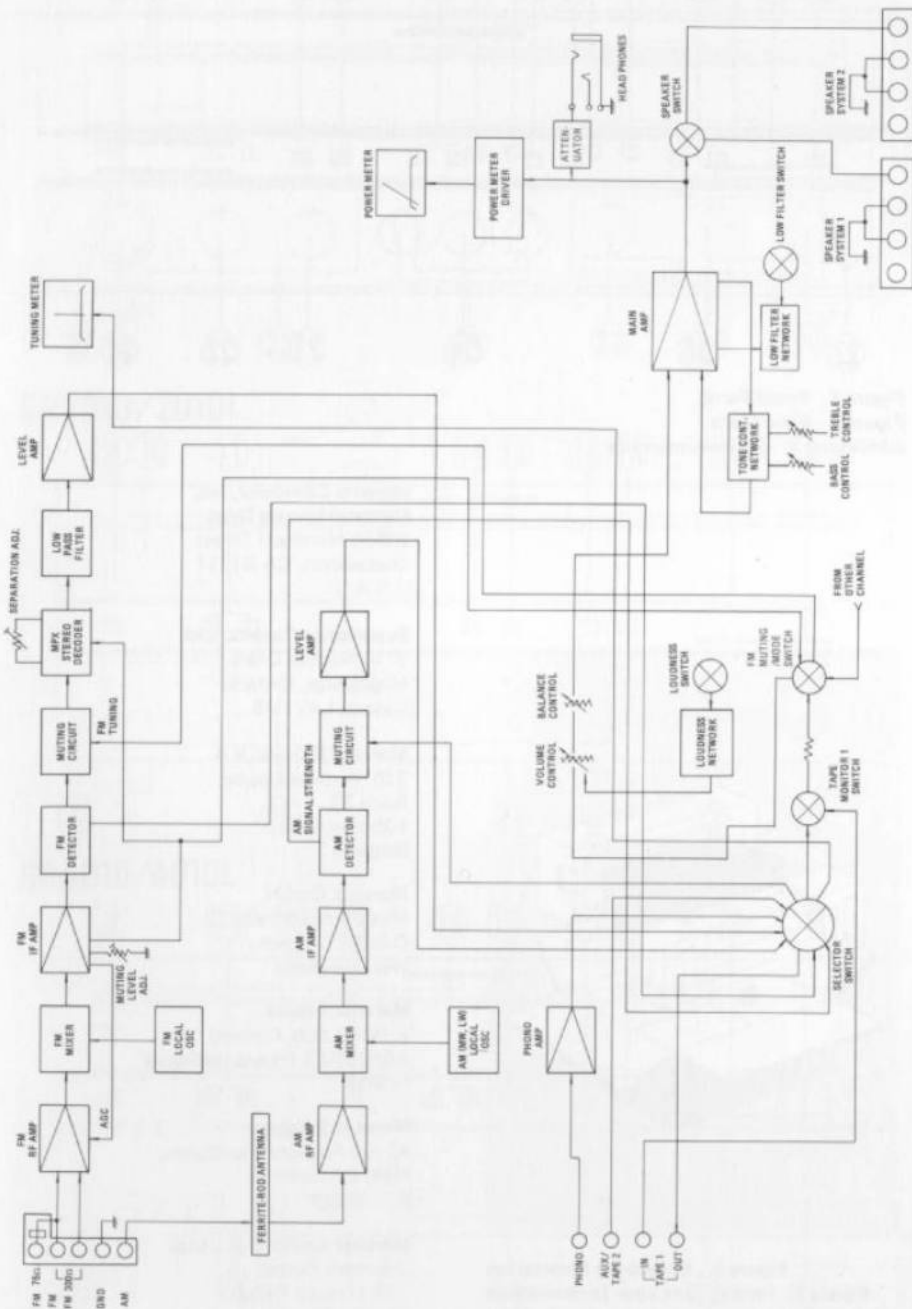 FM 75Ω
FM
FM 300Ω
GND
AM
FM
RF AMP
AGC
FM
MIXER
FM
LOCAL
OSC
FM
IF AMP
MUTING
LEVEL
ADJ.
FM
DETECTOR
MUTING
CIRCUIT
FM
TUNING
MPX
STEREO
DECODER
SEPARATION ADJ.
LOW
PASS
FILTER
LEVEL
AMP
TUNING METER
FERRITE-ROD ANTENNA
AM
RF AMP
AM
MIXER
AM (MW, LW)
LOCAL
OSC
AM
IF AMP
AM
DETECTOR
AM
SIGNAL STRENGTH
MUTING
CIRCUIT
LEVEL
AMP
POWER METER
POWER METER
DRIVER
ATTEN-
UATOR
HEAD PHONES
PHONO
AUX/
TAPE 2
IN
TAPE 1
OUT
PHONO
AMP
VOLUME
CONTROL
BALANCE
CONTROL
LOUDNESS
NETWORK
LOUDNESS
SWITCH
SELECTOR
SWITCH
TAPE
MONITOR 1
SWITCH
FM
MUTING
/MODE
SWITCH
FROM
OTHER
CHANNEL
MAIN
AMP
TONE CONT.
NETWORK
BASS
CONTROL
TREBLE
CONTROL
LOW FILTER
NETWORK
LOW FILTER SWITCH
SPEAKER
SWITCH
SPEAKER
SYSTEM 1
SPEAKER
SYSTEM 2